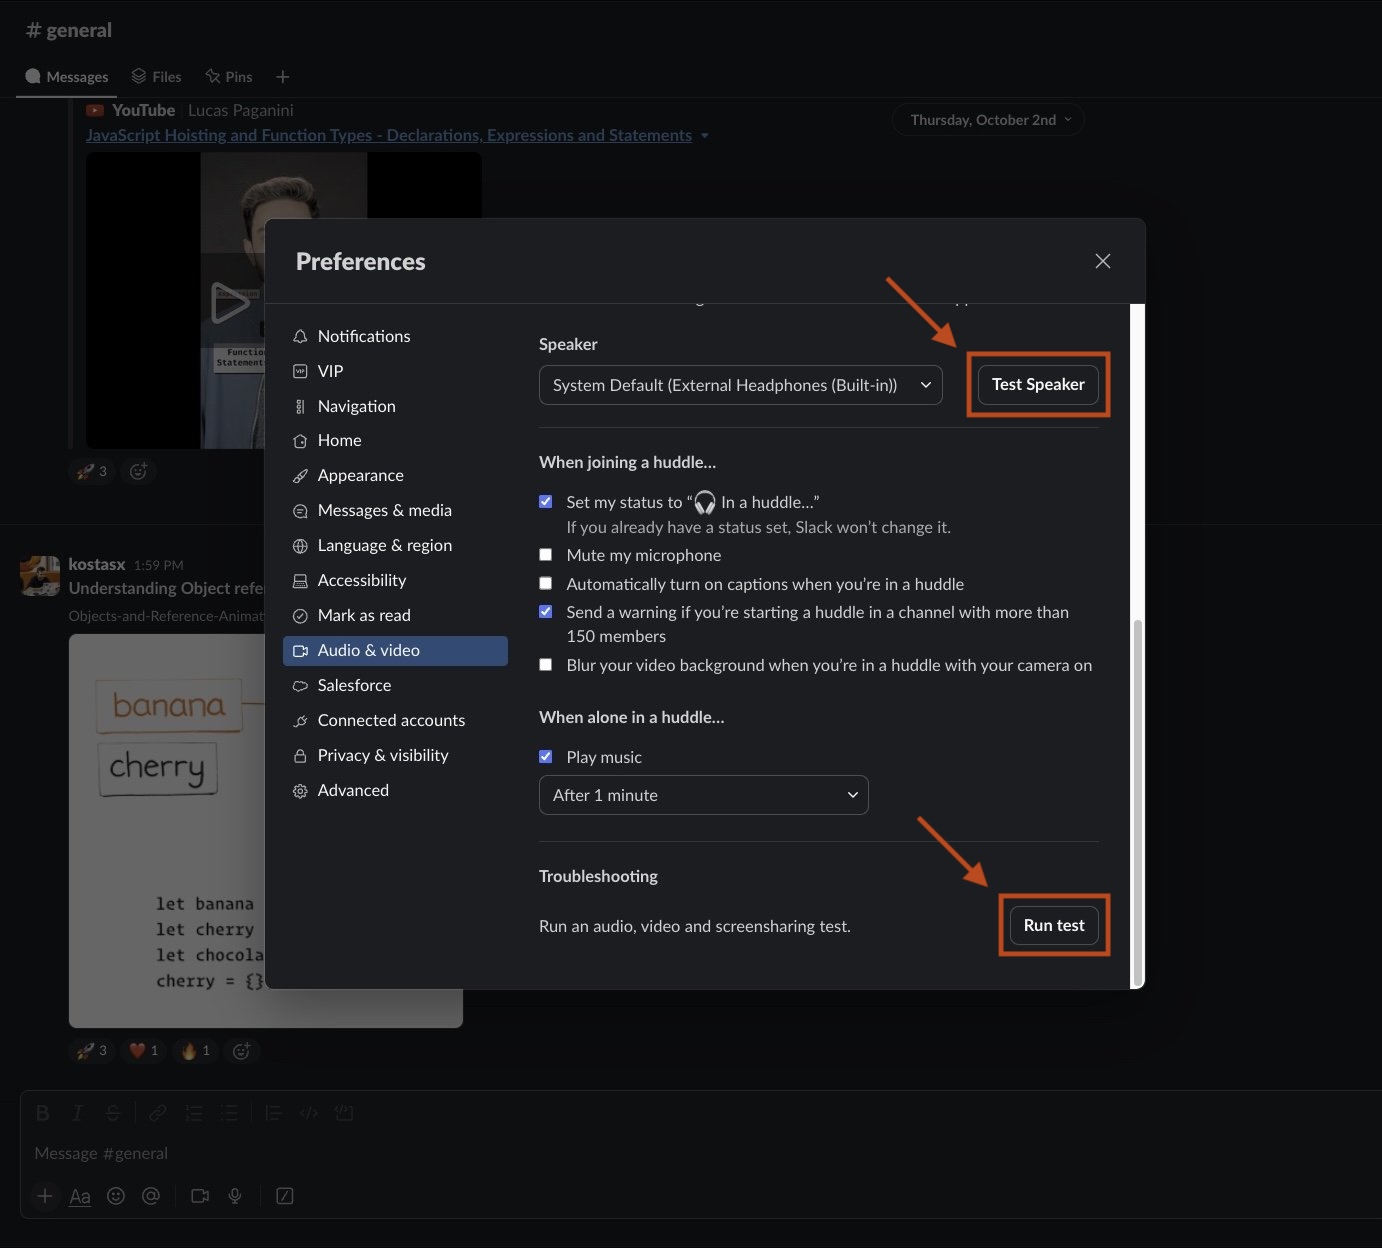 # general
Messages Files Pins
YouTube Lucas Paganini
Thursday, October 2nd
JavaScript Hoisting and Function Types - Declarations, Expressions and Statements
Preferences
Notifications
VIP
Navigation
Home
Appearance
Messages & media
Language & region
Accessibility
Mark as read
Audio & video
Salesforce
Connected accounts
Privacy & visibility
Advanced
Speaker
System Default (External Headphones (Built-in))
Test Speaker
When joining a huddle...
Set my status to “🎧 In a huddle...”
If you already have a status set, Slack won’t change it.
Mute my microphone
Automatically turn on captions when you’re in a huddle
Send a warning if you’re starting a huddle in a channel with more than
150 members
Blur your video background when you’re in a huddle with your camera on
When alone in a huddle...
Play music
After 1 minute
Troubleshooting
Run an audio, video and screensharing test.
Run test
3
kostasx 1:59 PM
Understanding Object refe
Objects-and-Reference-Animat
banana
cherry
let banana
let cherry
let chocola
cherry = {}
3 1 1
B I S
Message #general
Aa @